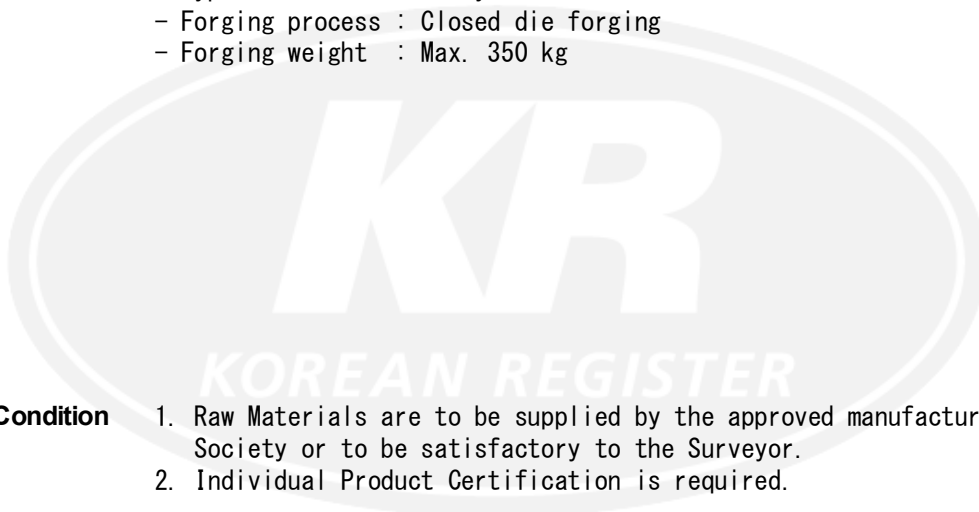 - Forging process : Closed die forging
- Forging weight : Max. 350 kg
KR
KOREAN REGISTER
Condition 1. Raw Materials are to be supplied by the approved manufactur
Society or to be satisfactory to the Surveyor.
2. Individual Product Certification is required.